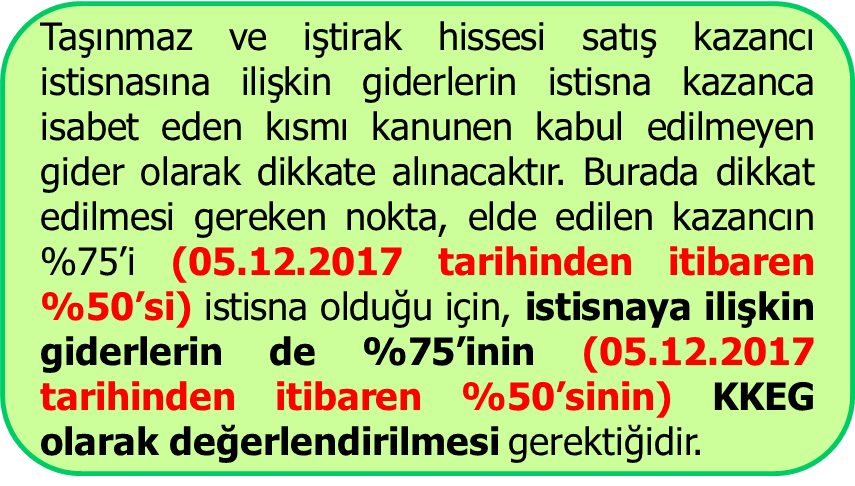 Taşınmaz ve iştirak hissesi satış kazancı
istisnasına ilişkin giderlerin istisna kazanca
isabet eden kısmı kanunen kabul edilmeyen
gider olarak dikkate alınacaktır. Burada dikkat
edilmesi gereken nokta, elde edilen kazancın
%75’i (05.12.2017 tarihinden itibaren
%50’si) istisna olduğu için, istisnaya ilişkin
giderlerin de %75’inin (05.12.2017
tarihinden itibaren %50’sinin) KKEG
olarak değerlendirilmesi gerektiğidir.